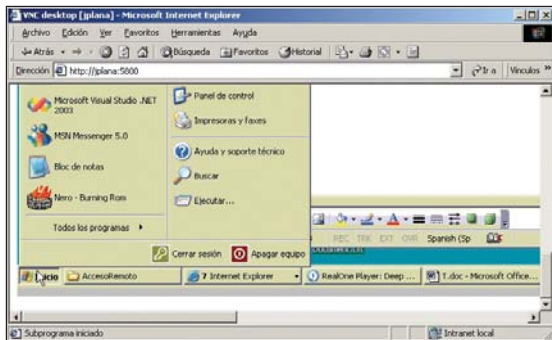 VNC desktop [jplana] - Microsoft Internet Explorer
Archivo Edición Ver Favoritos Herramientas Ayuda
Atrás Búsqueda Favoritos Historial
Dirección http://jplana:5800 Ir a Vínculos »
Microsoft Visual Studio .NET 2003
MSN Messenger 5.0
Bloc de notas
Nero - Burning Rom
Todos los programas
Panel de control
Impresoras y faxes
Ayuda y soporte técnico
Buscar
Ejecutar...
REC TRK EXT OVR Spanish (Sp
Cerrar sesión Apagar equipo
Inicio AccesoRemoto 7 Internet Explorer RealOne Player: Deep ... T.doc - Microsoft Office...
Subprograma iniciado Intranet local